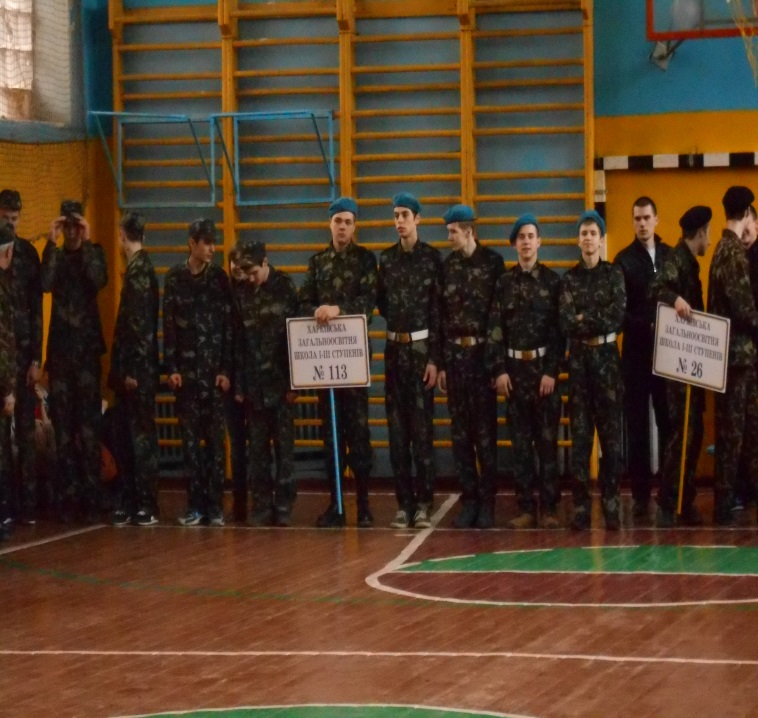 ХАРКІВСЬКА
ЗАГАЛЬНООСВІТНЯ
ШКОЛА І-ІІІ СТУПЕНІВ
№ 113
ХАРКІВСЬКА
ЗАГАЛЬНООСВІТНЯ
ШКОЛА І-ІІІ СТУПЕНІВ
№ 26